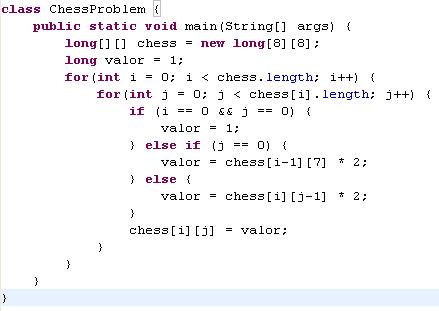 class ChessProblem {
    public static void main(String[] args) {
        long[][] chess = new long[8][8];
        long valor = 1;
        for(int i = 0; i < chess.length; i++) {
            for(int j = 0; j < chess[i].length; j++) {
                if (i == 0 && j == 0) {
                    valor = 1;
                } else if (j == 0) {
                    valor = chess[i-1][7] * 2;
                } else {
                    valor = chess[i][j-1] * 2;
                }
                chess[i][j] = valor;
            }
        }
    }
}